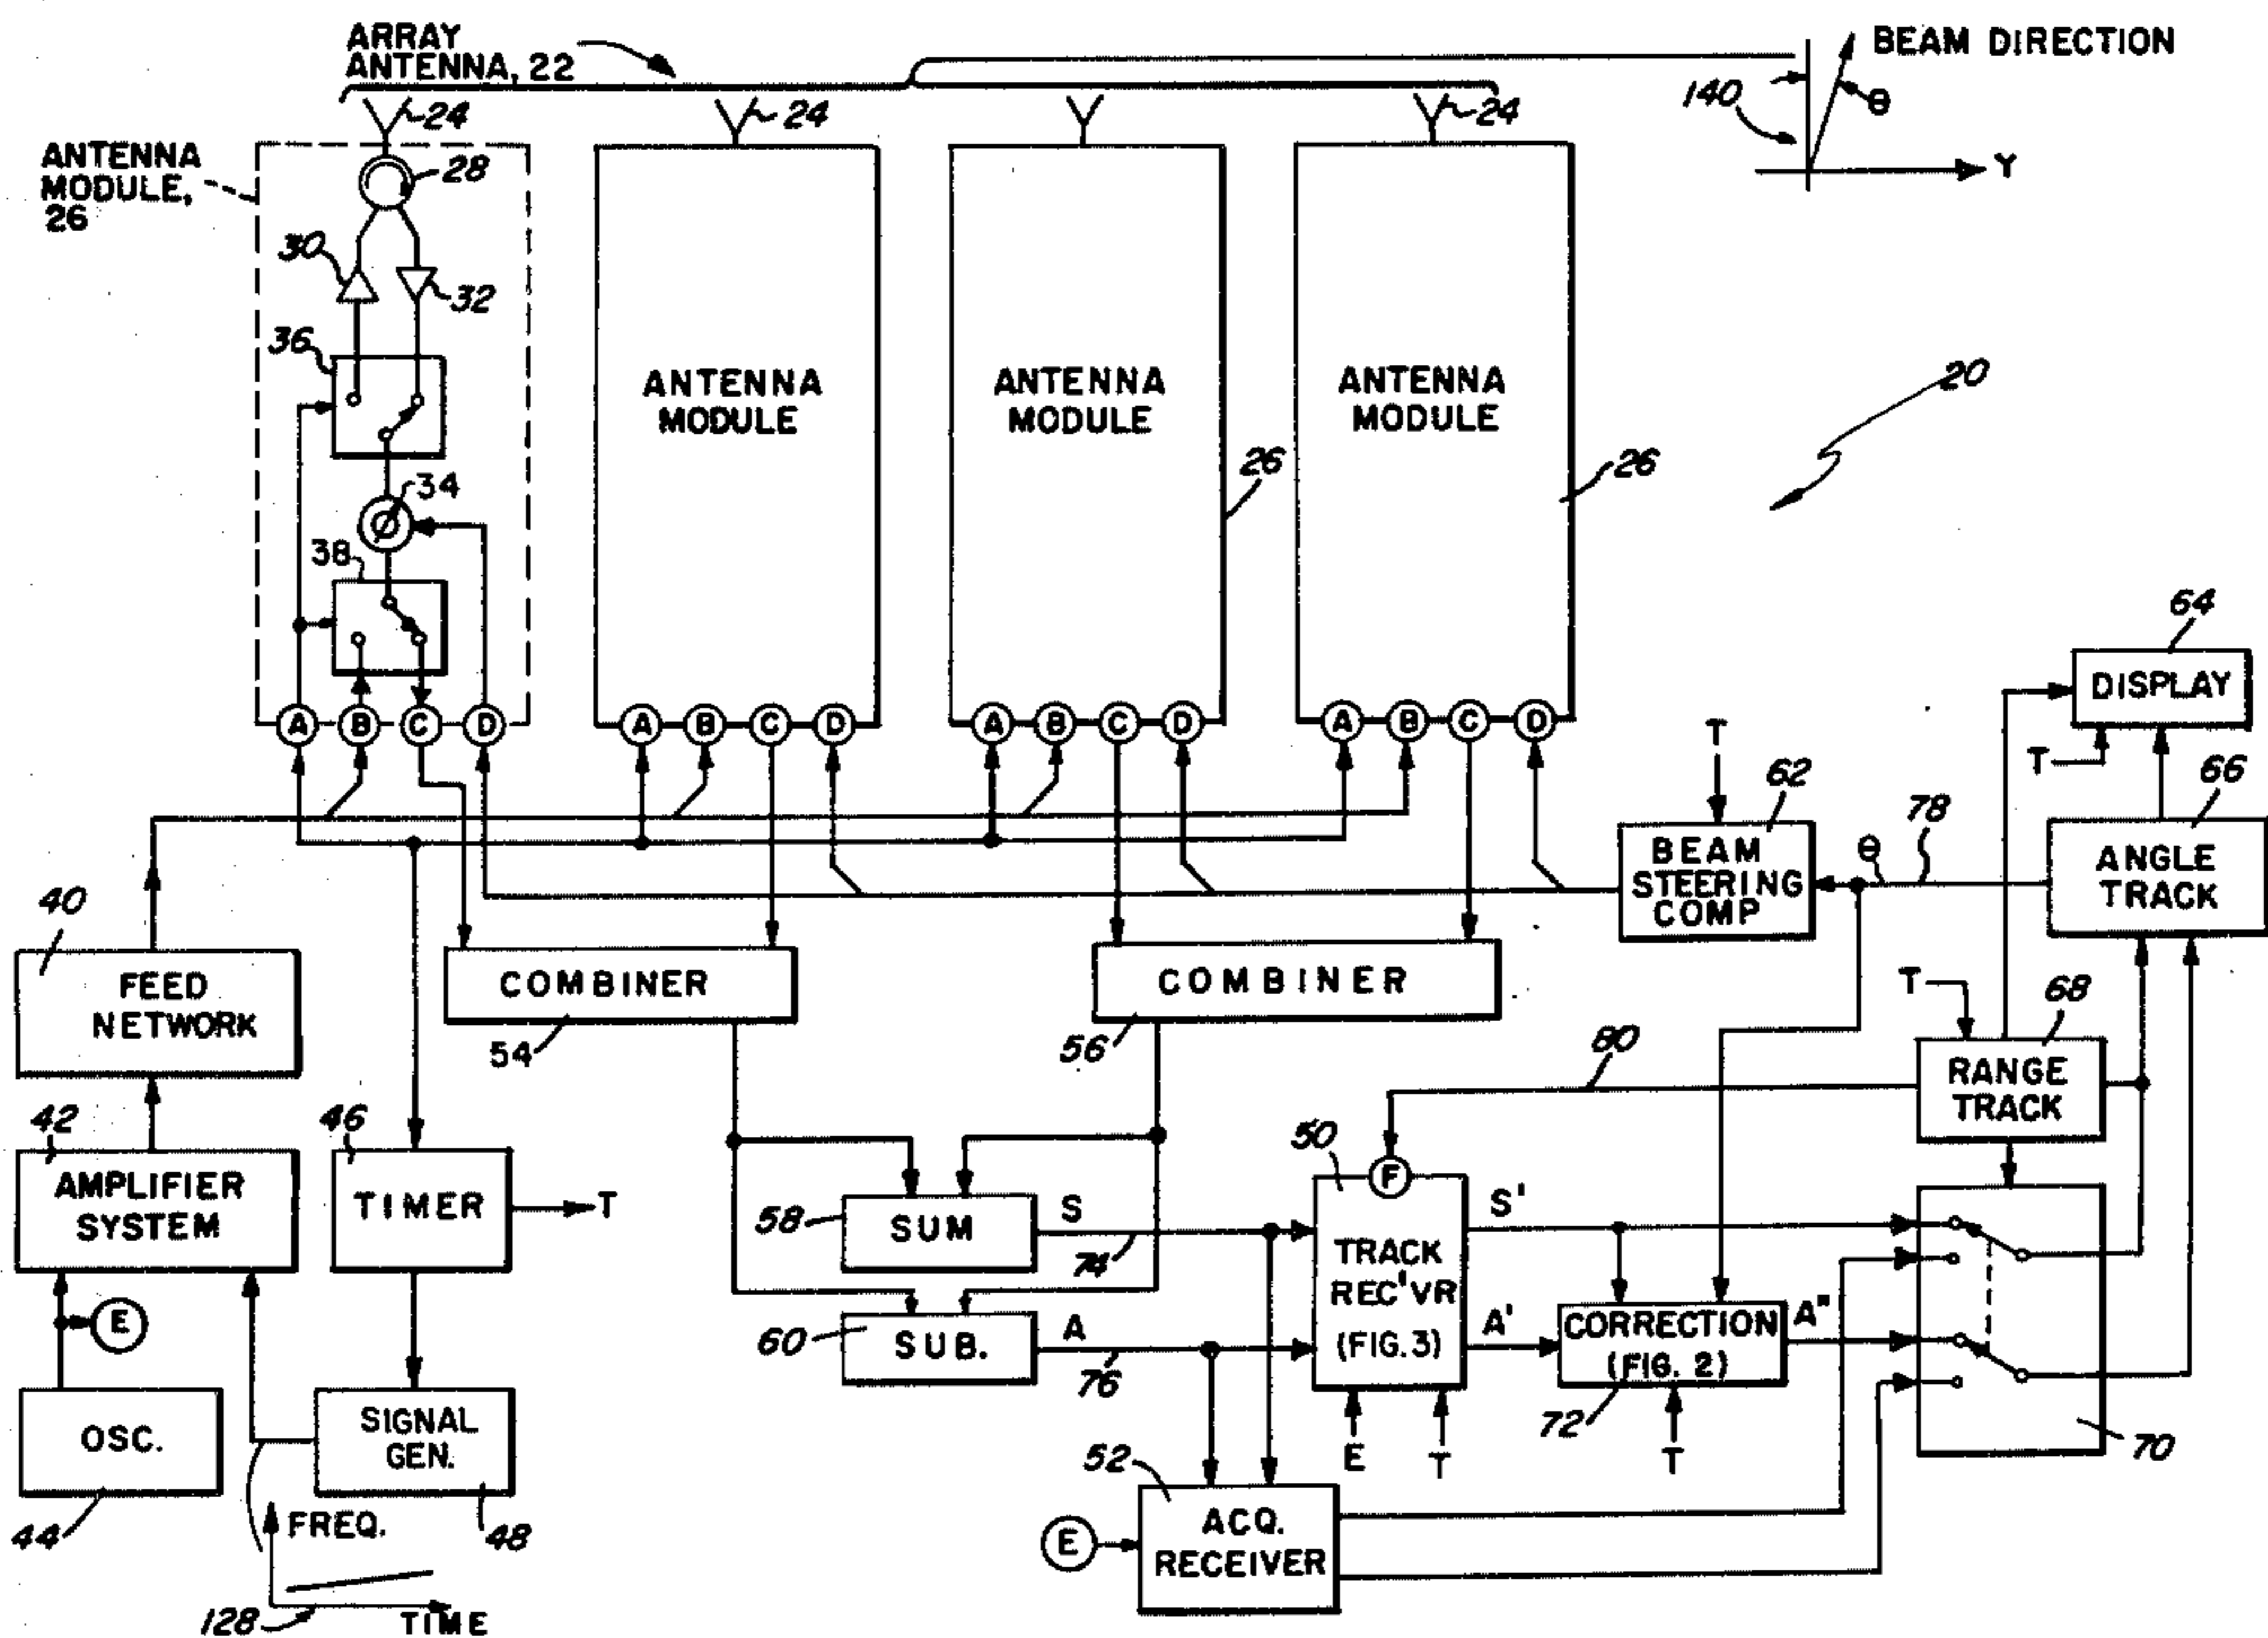 ARRAY
ANTENNA, 22
BEAM DIRECTION
140
θ
Y
24
24
24
ANTENNA
MODULE,
26
28
30
32
36
34
38
ANTENNA
MODULE
ANTENNA
MODULE
ANTENNA
MODULE
26
26
20
A B C D
A B C D
A B C D
A B C D
64
DISPLAY
T
T
62
66
BEAM
STEERING
COMP
θ
78
ANGLE
TRACK
40
FEED
NETWORK
COMBINER
54
COMBINER
56
T
68
RANGE
TRACK
80
42
AMPLIFIER
SYSTEM
46
TIMER
T
58
SUM
S
74
60
SUB.
A
76
50
F
TRACK
REC'VR
(FIG. 3)
S'
A'
CORRECTION
(FIG. 2)
A"
72
T
E
T
70
E
OSC.
44
SIGNAL
GEN.
48
FREQ.
TIME
128
52
E
ACQ.
RECEIVER